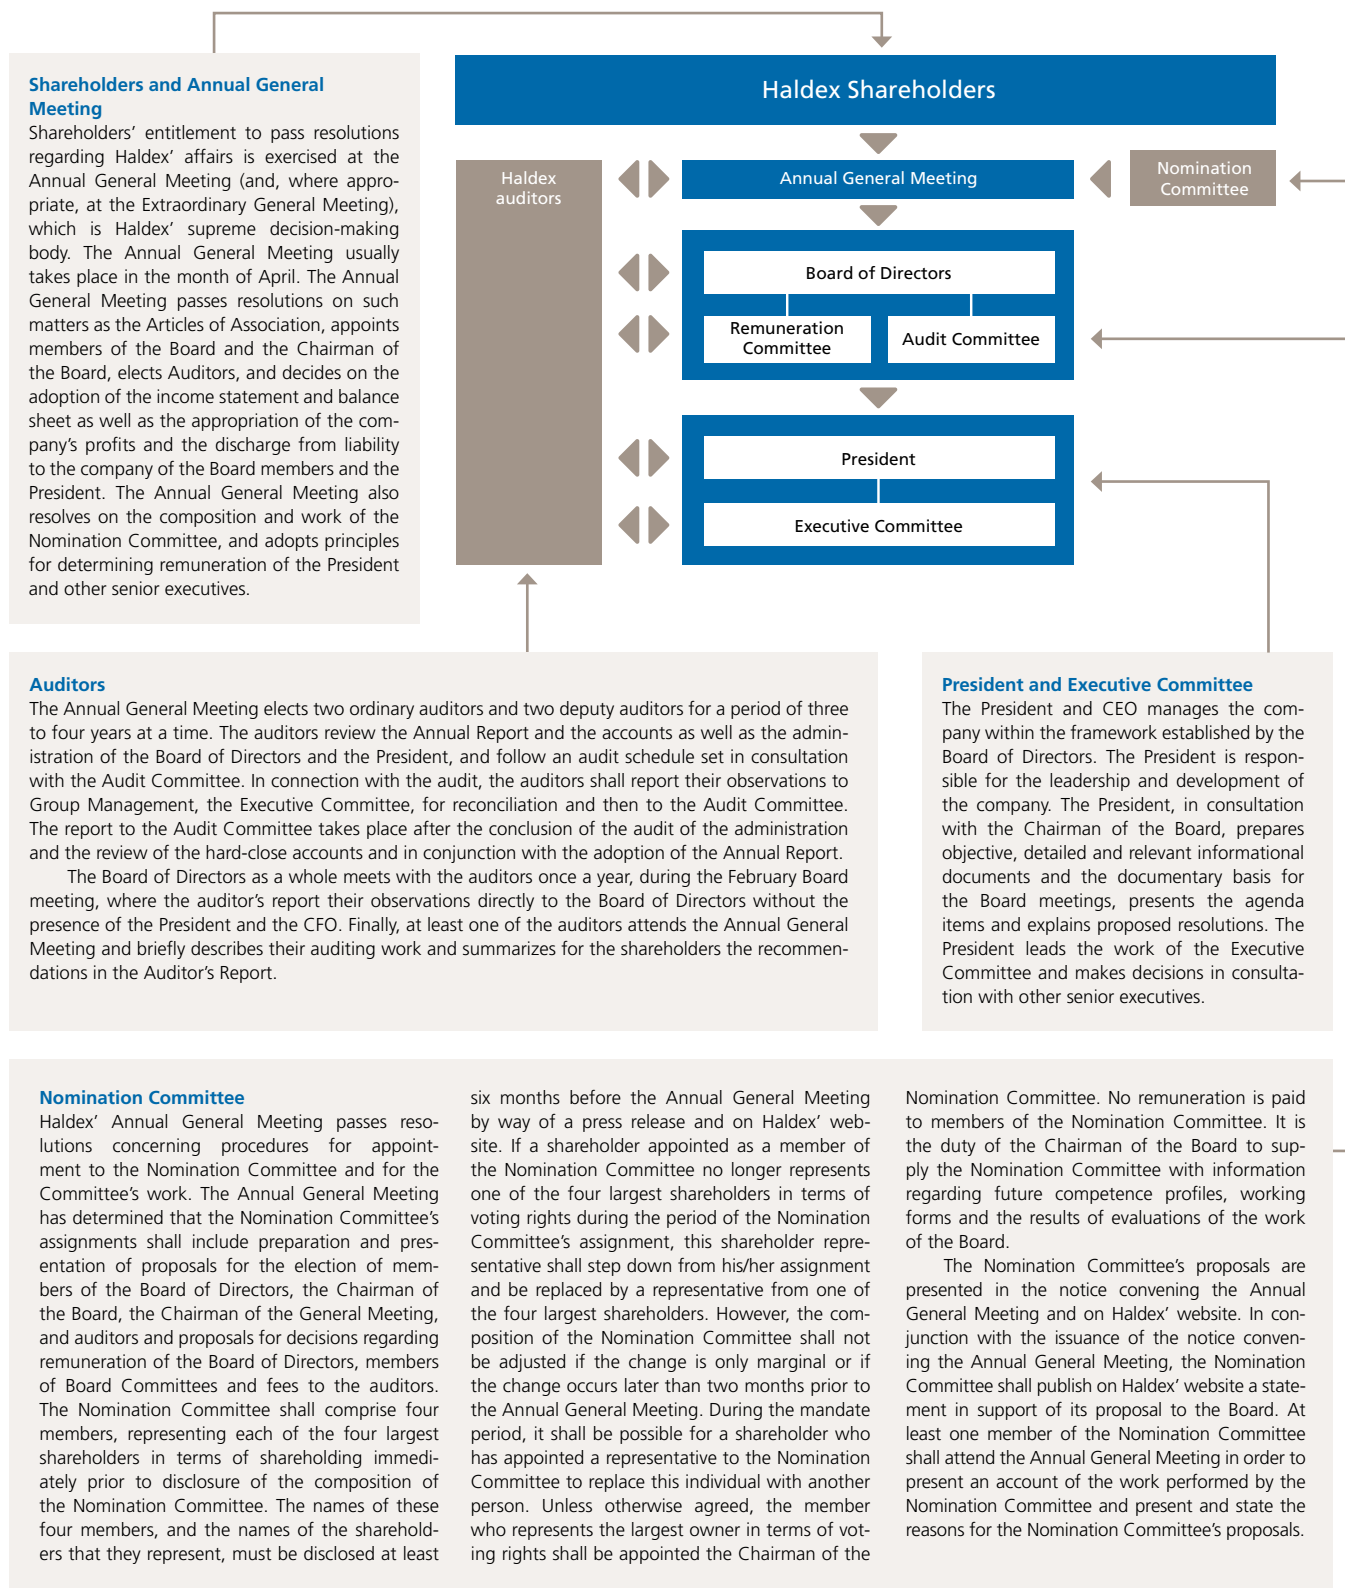 Shareholders and Annual General
Meeting
Shareholders’ entitlement to pass resolutions
regarding Haldex’ affairs is exercised at the
Annual General Meeting (and, where appro-
priate, at the Extraordinary General Meeting),
which is Haldex’ supreme decision-making
body. The Annual General Meeting usually
takes place in the month of April. The Annual
General Meeting passes resolutions on such
matters as the Articles of Association, appoints
members of the Board and the Chairman of
the Board, elects Auditors, and decides on the
adoption of the income statement and balance
sheet as well as the appropriation of the com-
pany’s profits and the discharge from liability
to the company of the Board members and the
President. The Annual General Meeting also
resolves on the composition and work of the
Nomination Committee, and adopts principles
for determining remuneration of the President
and other senior executives.
Haldex Shareholders
Haldex
auditors
Annual General Meeting
Nomination
Committee
Board of Directors
Remuneration
Committee
Audit Committee
President
Executive Committee
Auditors
The Annual General Meeting elects two ordinary auditors and two deputy auditors for a period of three
to four years at a time. The auditors review the Annual Report and the accounts as well as the admin-
istration of the Board of Directors and the President, and follow an audit schedule set in consultation
with the Audit Committee. In connection with the audit, the auditors shall report their observations to
Group Management, the Executive Committee, for reconciliation and then to the Audit Committee.
The report to the Audit Committee takes place after the conclusion of the audit of the administration
and the review of the hard-close accounts and in conjunction with the adoption of the Annual Report.
The Board of Directors as a whole meets with the auditors once a year, during the February Board
meeting, where the auditor’s report their observations directly to the Board of Directors without the
presence of the President and the CFO. Finally, at least one of the auditors attends the Annual General
Meeting and briefly describes their auditing work and summarizes for the shareholders the recommen-
dations in the Auditor’s Report.
President and Executive Committee
The President and CEO manages the com-
pany within the framework established by the
Board of Directors. The President is respon-
sible for the leadership and development of
the company. The President, in consultation
with the Chairman of the Board, prepares
objective, detailed and relevant informational
documents and the documentary basis for
the Board meetings, presents the agenda
items and explains proposed resolutions. The
President leads the work of the Executive
Committee and makes decisions in consulta-
tion with other senior executives.
Nomination Committee
Haldex’ Annual General Meeting passes reso-
lutions concerning procedures for appoint-
ment to the Nomination Committee and for the
Committee’s work. The Annual General Meeting
has determined that the Nomination Committee’s
assignments shall include preparation and pres-
entation of proposals for the election of mem-
bers of the Board of Directors, the Chairman of
the Board, the Chairman of the General Meeting,
and auditors and proposals for decisions regarding
remuneration of the Board of Directors, members
of Board Committees and fees to the auditors.
The Nomination Committee shall comprise four
members, representing each of the four largest
shareholders in terms of shareholding immedi-
ately prior to disclosure of the composition of
the Nomination Committee. The names of these
four members, and the names of the sharehold-
ers that they represent, must be disclosed at least
six months before the Annual General Meeting
by way of a press release and on Haldex’ web-
site. If a shareholder appointed as a member of
the Nomination Committee no longer represents
one of the four largest shareholders in terms of
voting rights during the period of the Nomination
Committee’s assignment, this shareholder repre-
sentative shall step down from his/her assignment
and be replaced by a representative from one of
the four largest shareholders. However, the com-
position of the Nomination Committee shall not
be adjusted if the change is only marginal or if
the change occurs later than two months prior to
the Annual General Meeting. During the mandate
period, it shall be possible for a shareholder who
has appointed a representative to the Nomination
Committee to replace this individual with another
person. Unless otherwise agreed, the member
who represents the largest owner in terms of vot-
ing rights shall be appointed the Chairman of the
Nomination Committee. No remuneration is paid
to members of the Nomination Committee. It is
the duty of the Chairman of the Board to sup-
ply the Nomination Committee with information
regarding future competence profiles, working
forms and the results of evaluations of the work
of the Board.
The Nomination Committee’s proposals are
presented in the notice convening the Annual
General Meeting and on Haldex’ website. In con-
junction with the issuance of the notice conven-
ing the Annual General Meeting, the Nomination
Committee shall publish on Haldex’ website a state-
ment in support of its proposal to the Board. At
least one member of the Nomination Committee
shall attend the Annual General Meeting in order to
present an account of the work performed by the
Nomination Committee and present and state the
reasons for the Nomination Committee’s proposals.